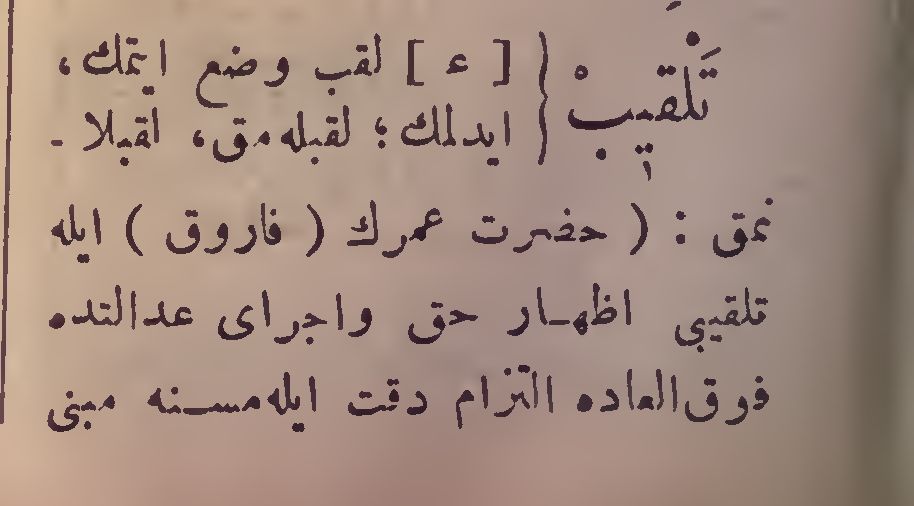 تَلْقيبْ { [ ع ] لقب وضع ايتمك،
ايدلمك؛ لقبله مق، لقبلا-
نمق : ( حضرت عمرك ( فاروق ) ايله
تلقيبى اظهار حق واجراى عدالتده
فوق العاده التزام دقت ايله مسنه مبنى